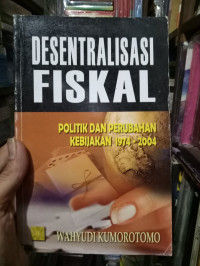 DESENTRALISASI
FISKAL
POLITIK DAN PERUBAHAN
KEBIJAKAN 1974 - 2004
WAHYUDI KUMOROTOMO